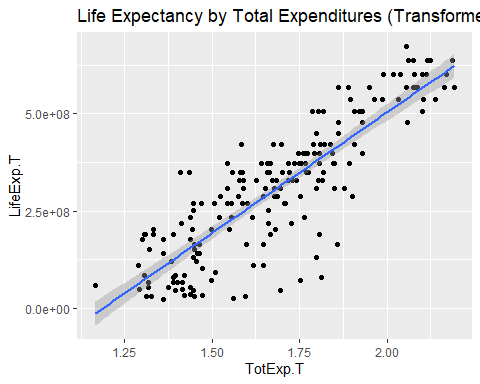 Life Expectancy by Total Expenditures (Transforme
LifeExp.T
5.0e+08
2.5e+08
0.0e+00
1.25
1.50
1.75
2.00
TotExp.T